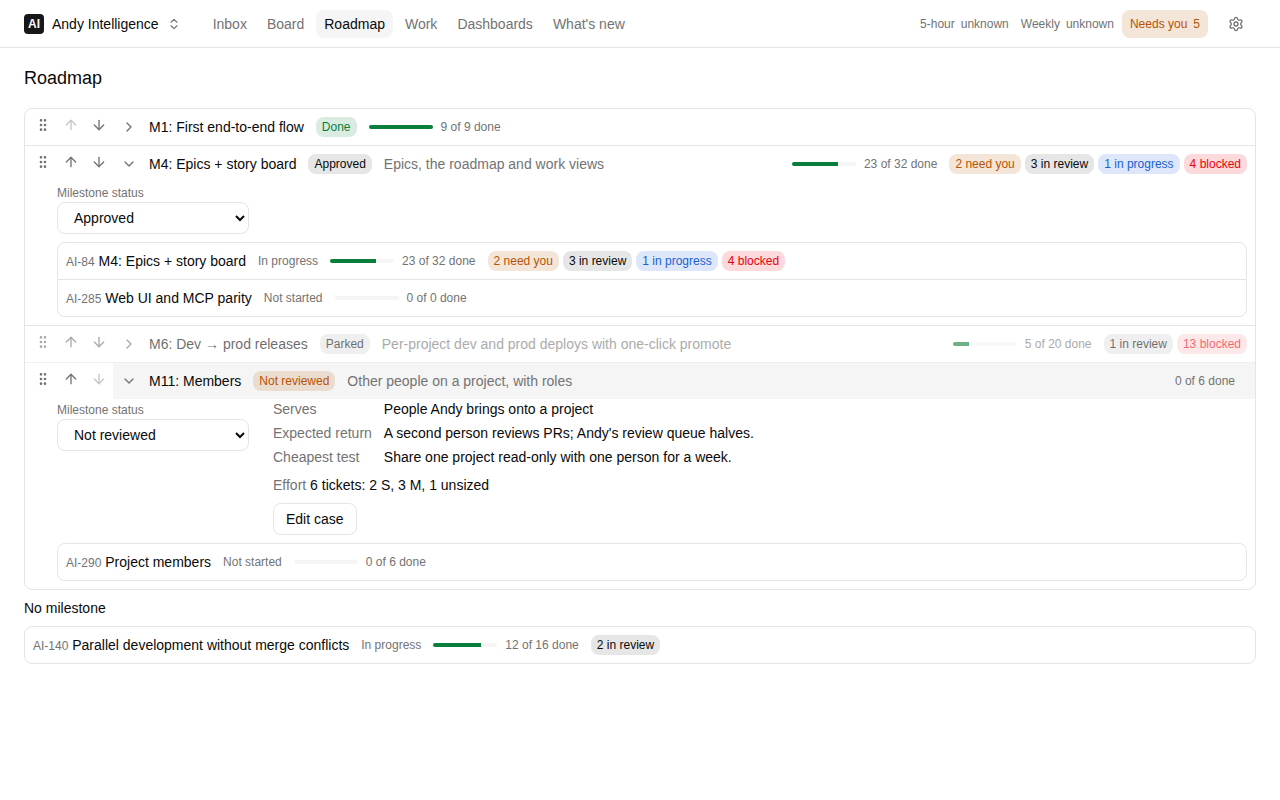 AI Andy Intelligence Inbox Board Roadmap Work Dashboards What's new 5-hour unknown Weekly unknown Needs you 5
Roadmap
M1: First end-to-end flow Done 9 of 9 done
M4: Epics + story board Approved Epics, the roadmap and work views 23 of 32 done 2 need you 3 in review 1 in progress 4 blocked
Milestone status
Approved
AI-84 M4: Epics + story board In progress 23 of 32 done 2 need you 3 in review 1 in progress 4 blocked
AI-285 Web UI and MCP parity Not started 0 of 0 done
M6: Dev → prod releases Parked Per-project dev and prod deploys with one-click promote 5 of 20 done 1 in review 13 blocked
M11: Members Not reviewed Other people on a project, with roles 0 of 6 done
Milestone status
Not reviewed
Serves People Andy brings onto a project
Expected return A second person reviews PRs; Andy's review queue halves.
Cheapest test Share one project read-only with one person for a week.
Effort 6 tickets: 2 S, 3 M, 1 unsized
Edit case
AI-290 Project members Not started 0 of 6 done
No milestone
AI-140 Parallel development without merge conflicts In progress 12 of 16 done 2 in review